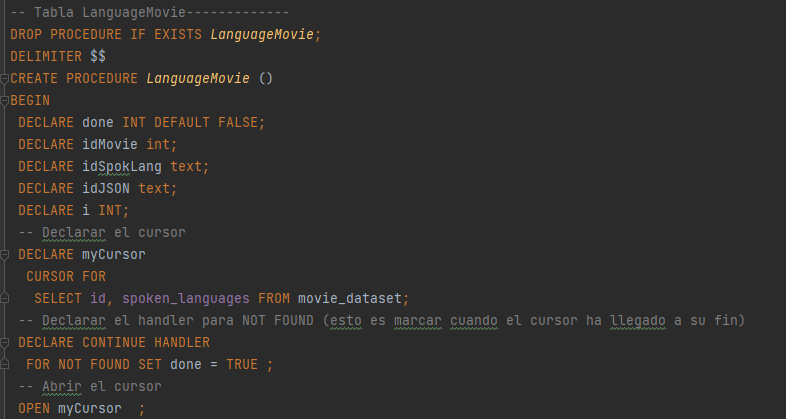 -- Tabla LanguageMovie-------------
DROP PROCEDURE IF EXISTS LanguageMovie;
DELIMITER $$
CREATE PROCEDURE LanguageMovie ()
BEGIN
DECLARE done INT DEFAULT FALSE;
DECLARE idMovie int;
DECLARE idSpokLang text;
DECLARE idJSON text;
DECLARE i INT;
-- Declarar el cursor
DECLARE myCursor
CURSOR FOR
SELECT id, spoken_languages FROM movie_dataset;
-- Declarar el handler para NOT FOUND (esto es marcar cuando el cursor ha llegado a su fin)
DECLARE CONTINUE HANDLER
FOR NOT FOUND SET done = TRUE ;
-- Abrir el cursor
OPEN myCursor  ;